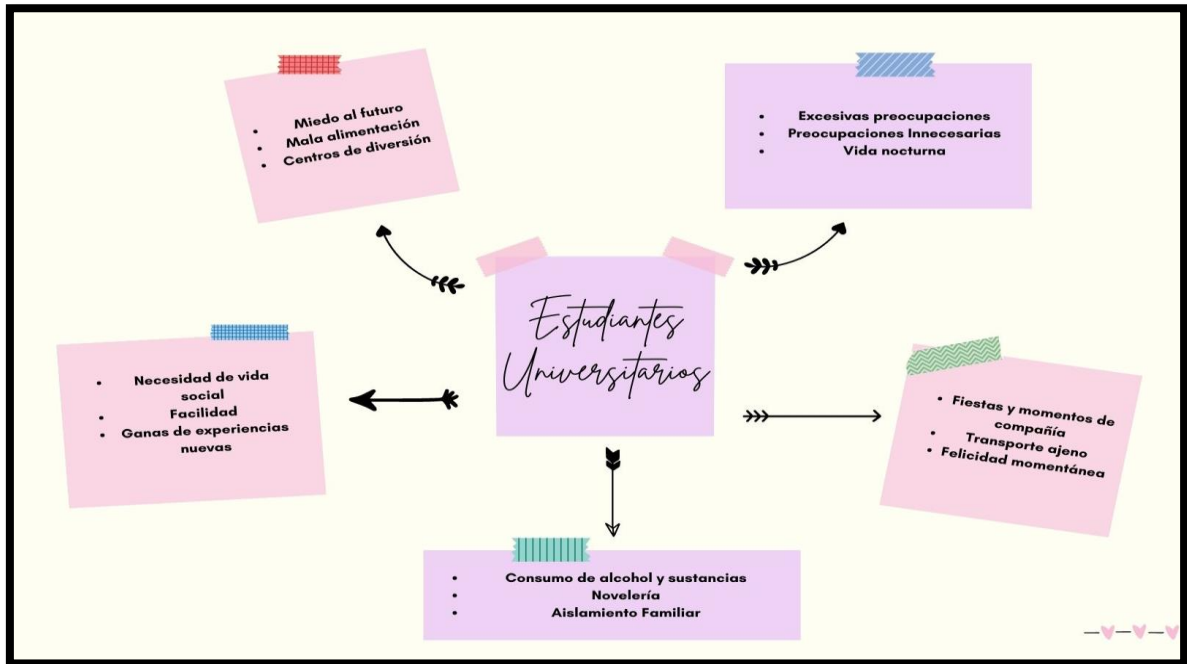 • Miedo al futuro
• Mala alimentación
• Centros de diversión
• Excesivas preocupaciones
• Preocupaciones Innecesarias
• Vida nocturna
Estudiantes
Universitarios
• Necesidad de vida
social
• Facilidad
• Ganas de experiencias
nuevas
• Fiestas y momentos de
compañía
• Transporte ajeno
• Felicidad momentánea
• Consumo de alcohol y sustancias
• Novelería
• Aislamiento Familiar